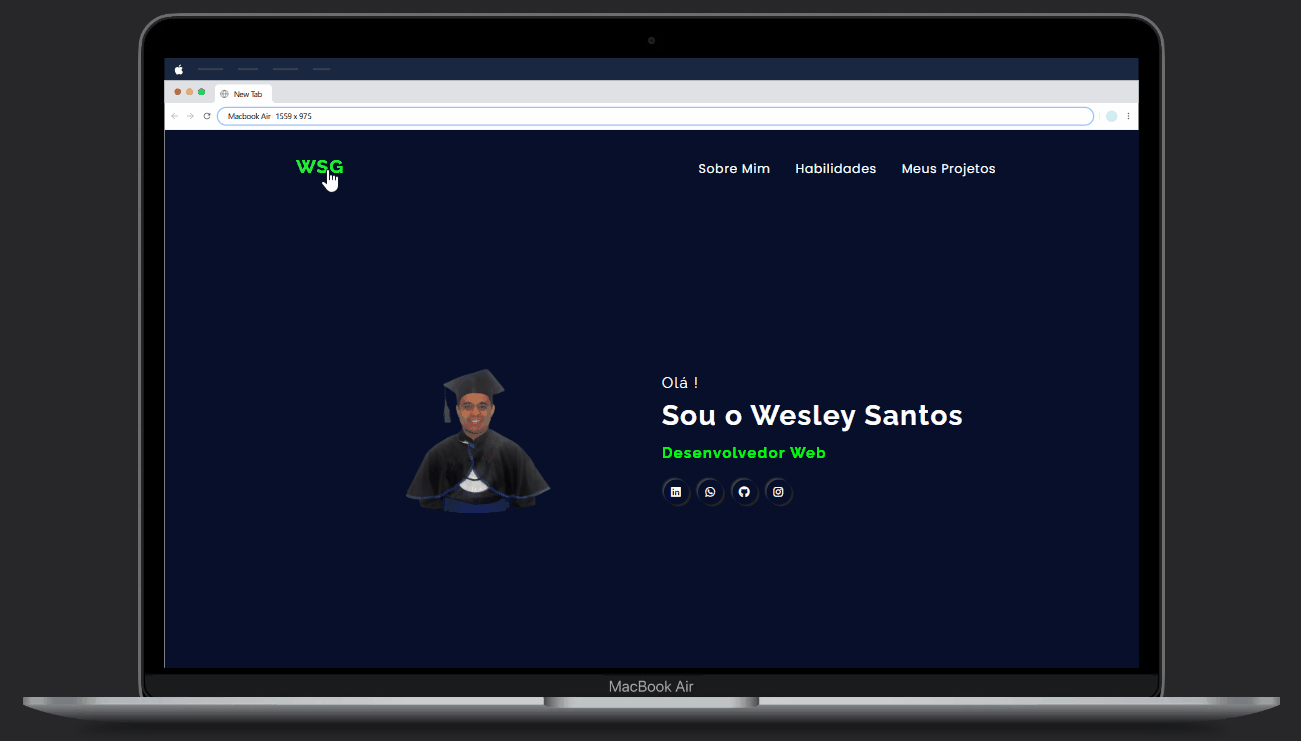 New Tab
Macbook Air 1559 x 975
WSG
Sobre Mim Habilidades Meus Projetos
Olá !
Sou o Wesley Santos
Desenvolvedor Web
MacBook Air